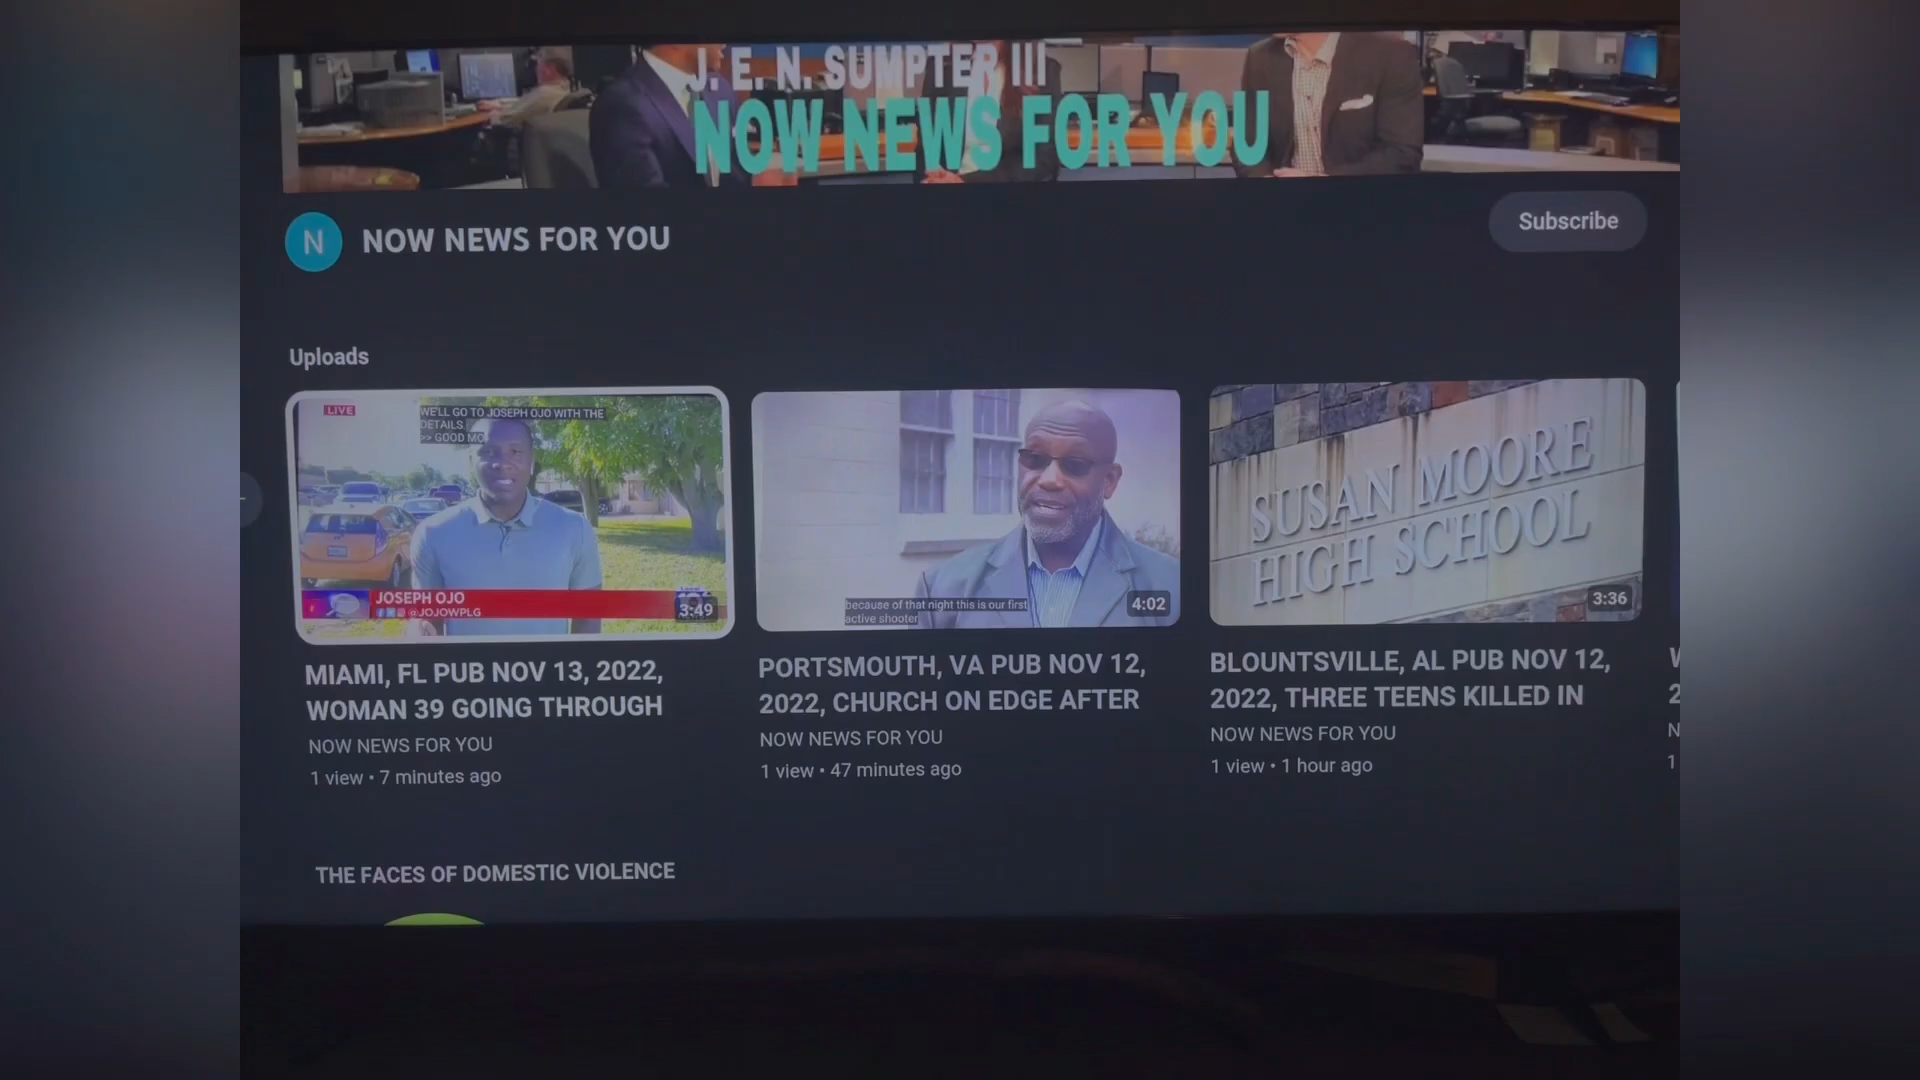 J. E. N. SUMPTER III
NOW NEWS FOR YOU
N
NOW NEWS FOR YOU
Subscribe
Uploads
LIVE
WE'LL GO TO JOSEPH OJO WITH THE
DETAILS.
>> GOOD MO
JOSEPH OJO
@JOJOWPLG
3:49
because of that night this is our first
active shooter
4:02
SUSAN MOORE
HIGH SCHOOL
3:36
MIAMI, FL PUB NOV 13, 2022,
WOMAN 39 GOING THROUGH
NOW NEWS FOR YOU
1 view • 7 minutes ago
PORTSMOUTH, VA PUB NOV 12,
2022, CHURCH ON EDGE AFTER
NOW NEWS FOR YOU
1 view • 47 minutes ago
BLOUNTSVILLE, AL PUB NOV 12,
2022, THREE TEENS KILLED IN
NOW NEWS FOR YOU
1 view • 1 hour ago
THE FACES OF DOMESTIC VIOLENCE